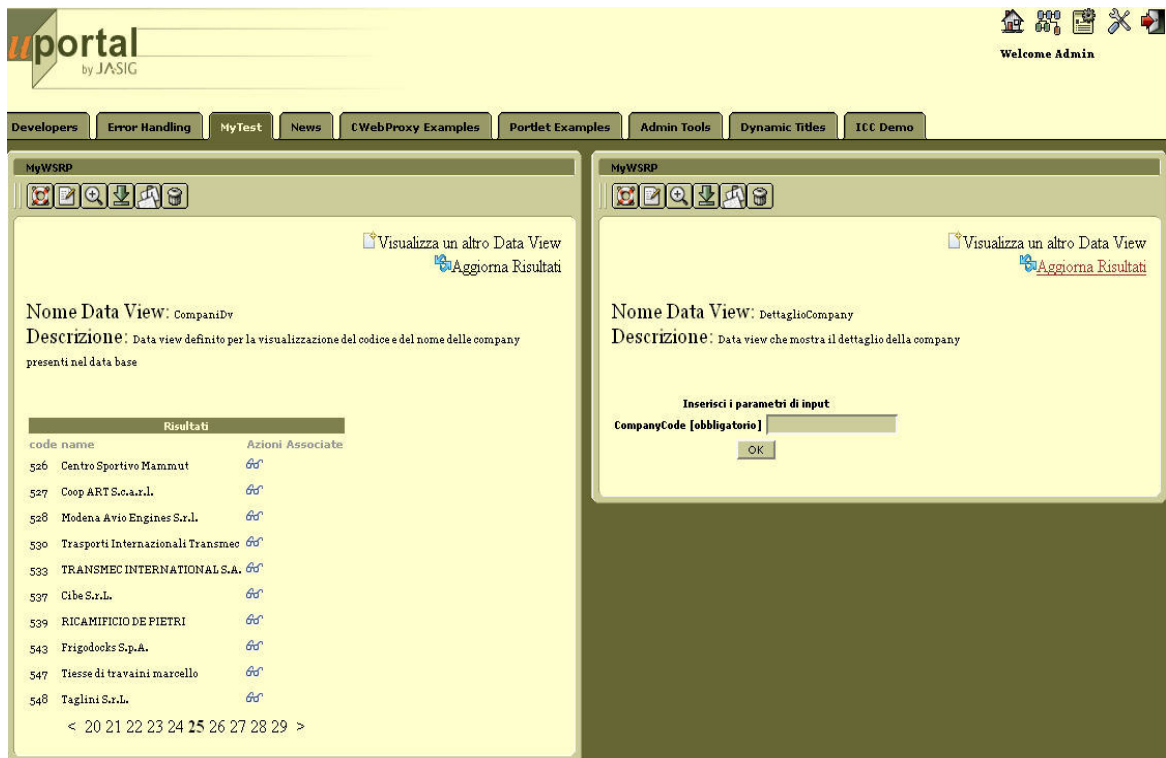 uportal
by JASIG
Welcome Admin
Developers Error Handling MyTest News CWebProxy Examples Portlet Examples Admin Tools Dynamic Titles ICC Demo
MyWSRP
Visualizza un altro Data View
Aggiorna Risultati
Nome Data View: CompaniDv
Descrizione: Data view definito per la visualizzazione del codice e del nome delle company
presenti nel data base
Risultati
code name Azioni Associate
526 Centro Sportivo Mammut
527 Coop ART S.c.a.r.l.
528 Modena Avio Engines S.r.l.
530 Trasporti Internazionali Transmec
533 TRANSMEC INTERNATIONAL S.A.
537 Cibe S.r.L.
539 RICAMIFICIO DE PIETRI
543 Frigodocks S.p.A.
547 Tiesse di travaini marcello
548 Taglini S.r.L.
< 20 21 22 23 24 25 26 27 28 29 >
MyWSRP
Visualizza un altro Data View
Aggiorna Risultati
Nome Data View: DettaglioCompany
Descrizione: Data view che mostra il dettaglio della company
Inserisci i parametri di input
CompanyCode [obbligatorio]
OK